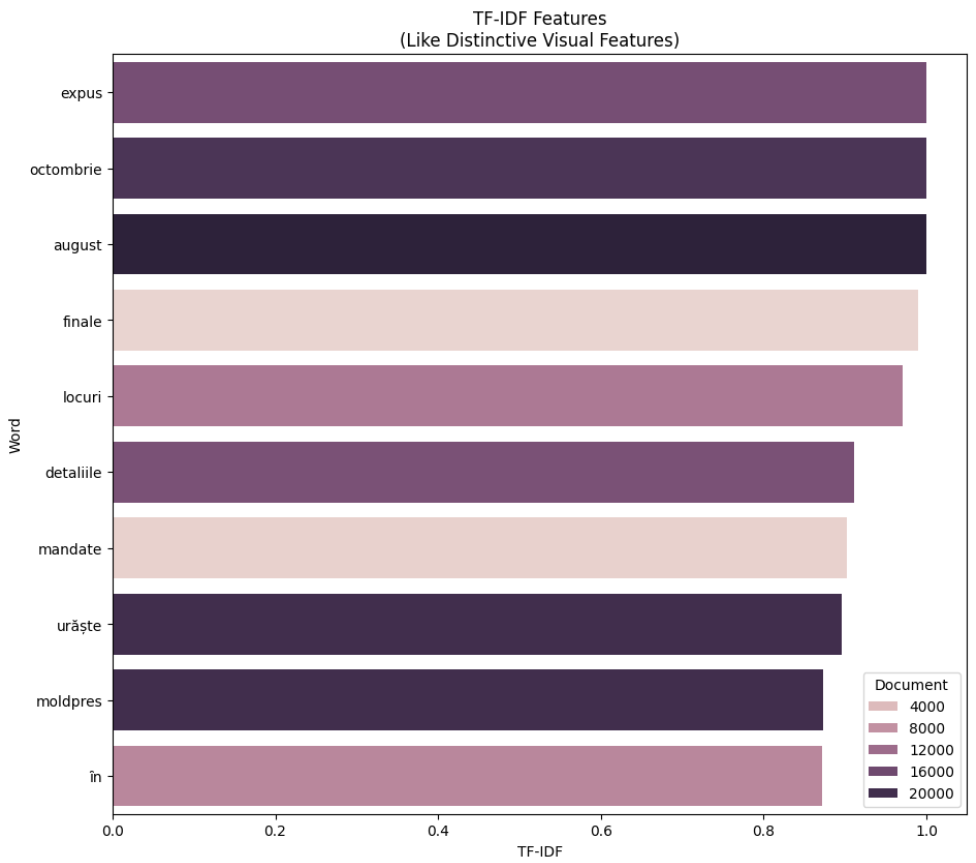 TF-IDF Features
(Like Distinctive Visual Features)
Word
expus
octombrie
august
finale
locuri
detaliile
mandate
urăște
moldpres
în
Document
4000
8000
12000
16000
20000
0.0 0.2 0.4 0.6 0.8 1.0
TF-IDF